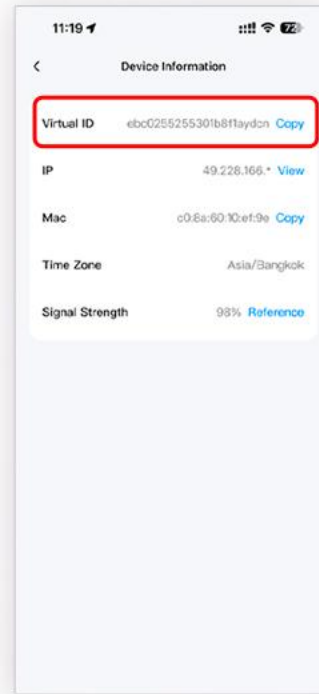 11:19 72
Device Information
Virtual ID ebc0255255301b8f1aydcn Copy
IP 49.228.166.* View
Mac c0:8a:60:10:ef:9e Copy
Time Zone Asia/Bangkok
Signal Strength 98% Reference